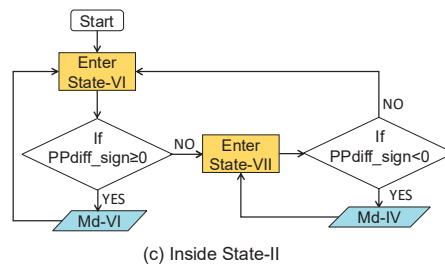 Start
Enter
State-VI
NO
If
PPdiff_sign≥0
NO
Enter
State-VII
If
PPdiff_sign<0
YES
YES
Md-VI
Md-IV
(c) Inside State-II